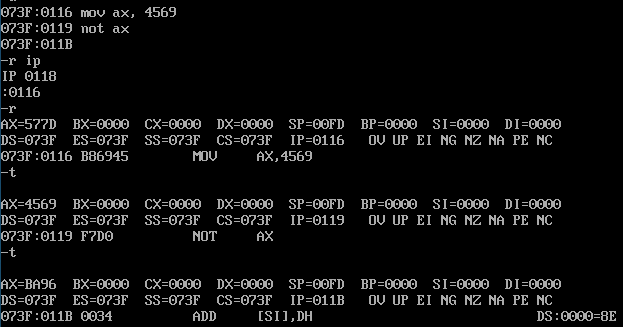 073F:0116 mov ax, 4569
073F:0119 not ax
073F:011B
-r ip
IP 0118
:0116
-r
AX=577D  BX=0000  CX=0000  DX=0000  SP=00FD  BP=0000  SI=0000  DI=0000
DS=073F  ES=073F  SS=073F  CS=073F  IP=0116   OV UP EI NG NZ NA PE NC
073F:0116 B86945        MOV     AX,4569
-t
AX=4569  BX=0000  CX=0000  DX=0000  SP=00FD  BP=0000  SI=0000  DI=0000
DS=073F  ES=073F  SS=073F  CS=073F  IP=0119   OV UP EI NG NZ NA PE NC
073F:0119 F7D0          NOT     AX
-t
AX=BA96  BX=0000  CX=0000  DX=0000  SP=00FD  BP=0000  SI=0000  DI=0000
DS=073F  ES=073F  SS=073F  CS=073F  IP=011B   OV UP EI NG NZ NA PE NC
073F:011B 0034          ADD     [SI],DH                            DS:0000=8E